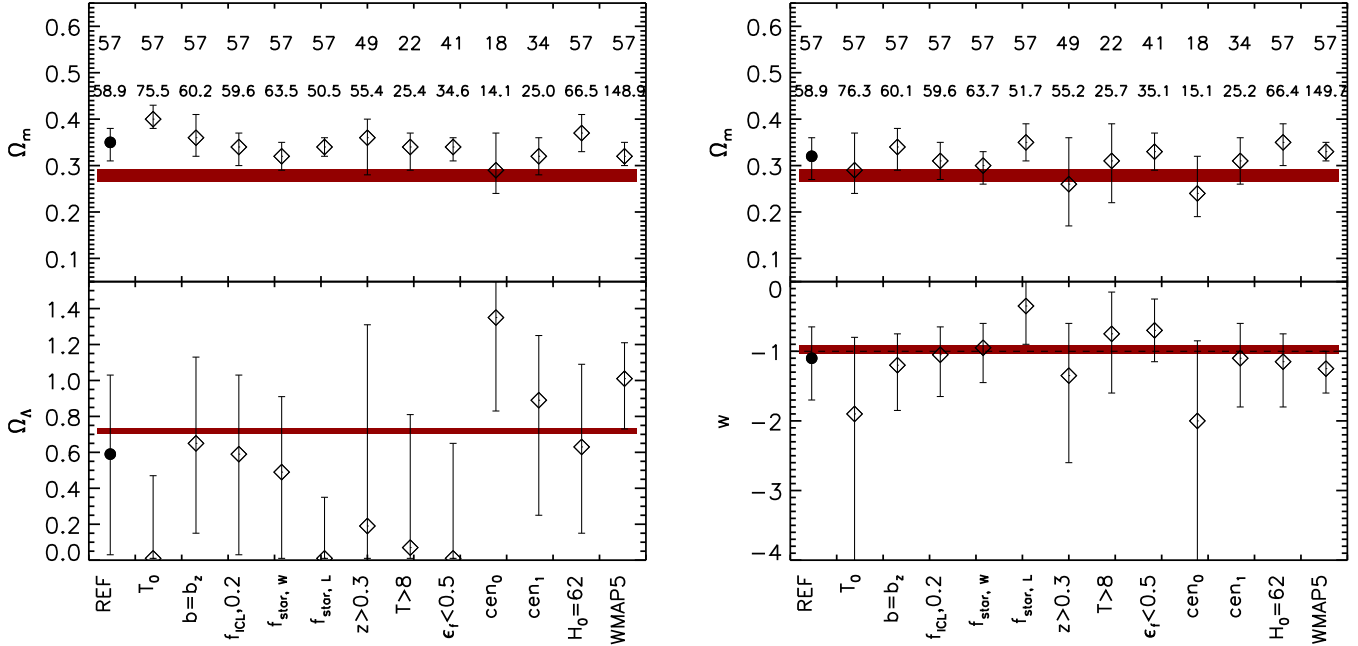 0.6
57 57 57 57 57 57 49 22 41 18 34 57 57
0.5
58.9 75.5 60.2 59.6 63.5 50.5 55.4 25.4 34.6 14.1 25.0 66.5 148.9
0.4
Ωm
0.3
0.2
0.1
1.4
1.2
1.0
ΩΛ
0.8
0.6
0.4
0.2
0.0
REF
T0
b=bz
fICL,0.2
fstar, W
fstar, L
z>0.3
T>8
εf<0.5
cen0
cen1
H0=62
WMAP5
0.6
57 57 57 57 57 57 49 22 41 18 34 57 57
0.5
58.9 76.3 60.1 59.6 63.7 51.7 55.2 25.7 35.1 15.1 25.2 66.4 149.7
0.4
Ωm
0.3
0.2
0.1
0
−1
w
−2
−3
−4
REF
T0
b=bz
fICL,0.2
fstar, W
fstar, L
z>0.3
T>8
εf<0.5
cen0
cen1
H0=62
WMAP5